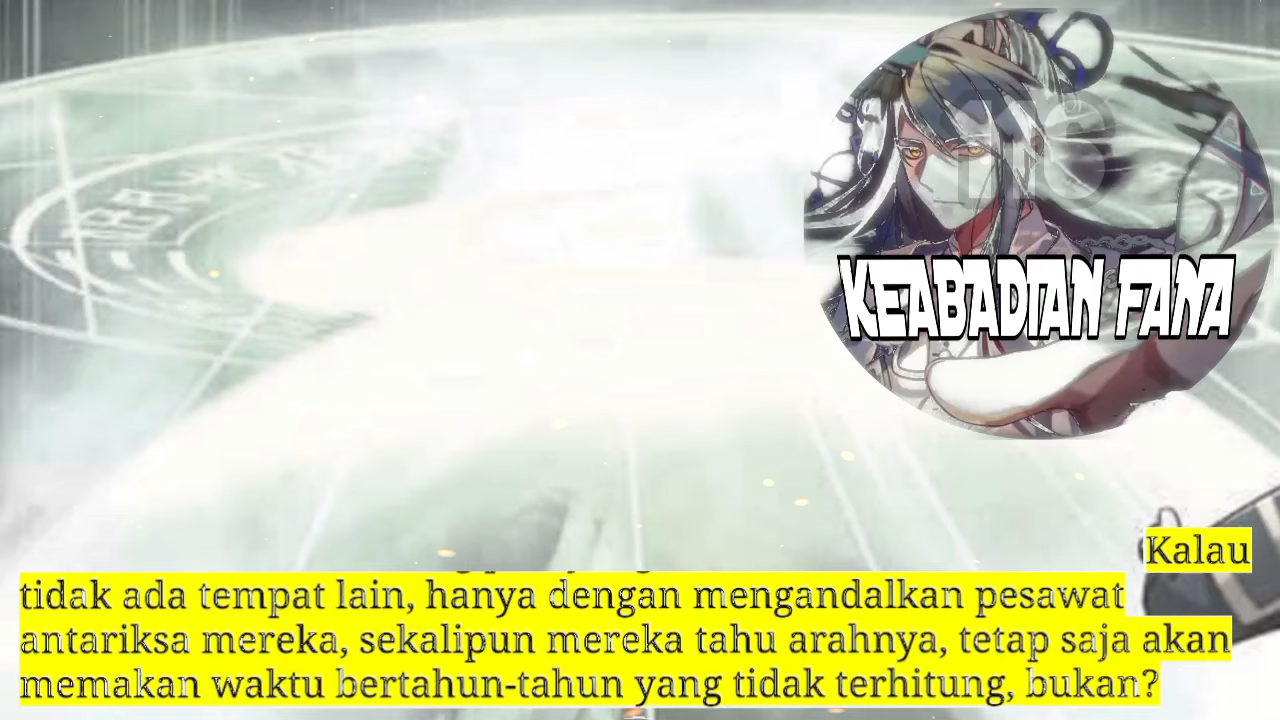 KEABADIAN FANA
Kalau
tidak ada tempat lain, hanya dengan mengandalkan pesawat
antariksa mereka, sekalipun mereka tahu arahnya, tetap saja akan
memakan waktu bertahun-tahun yang tidak terhitung, bukan?